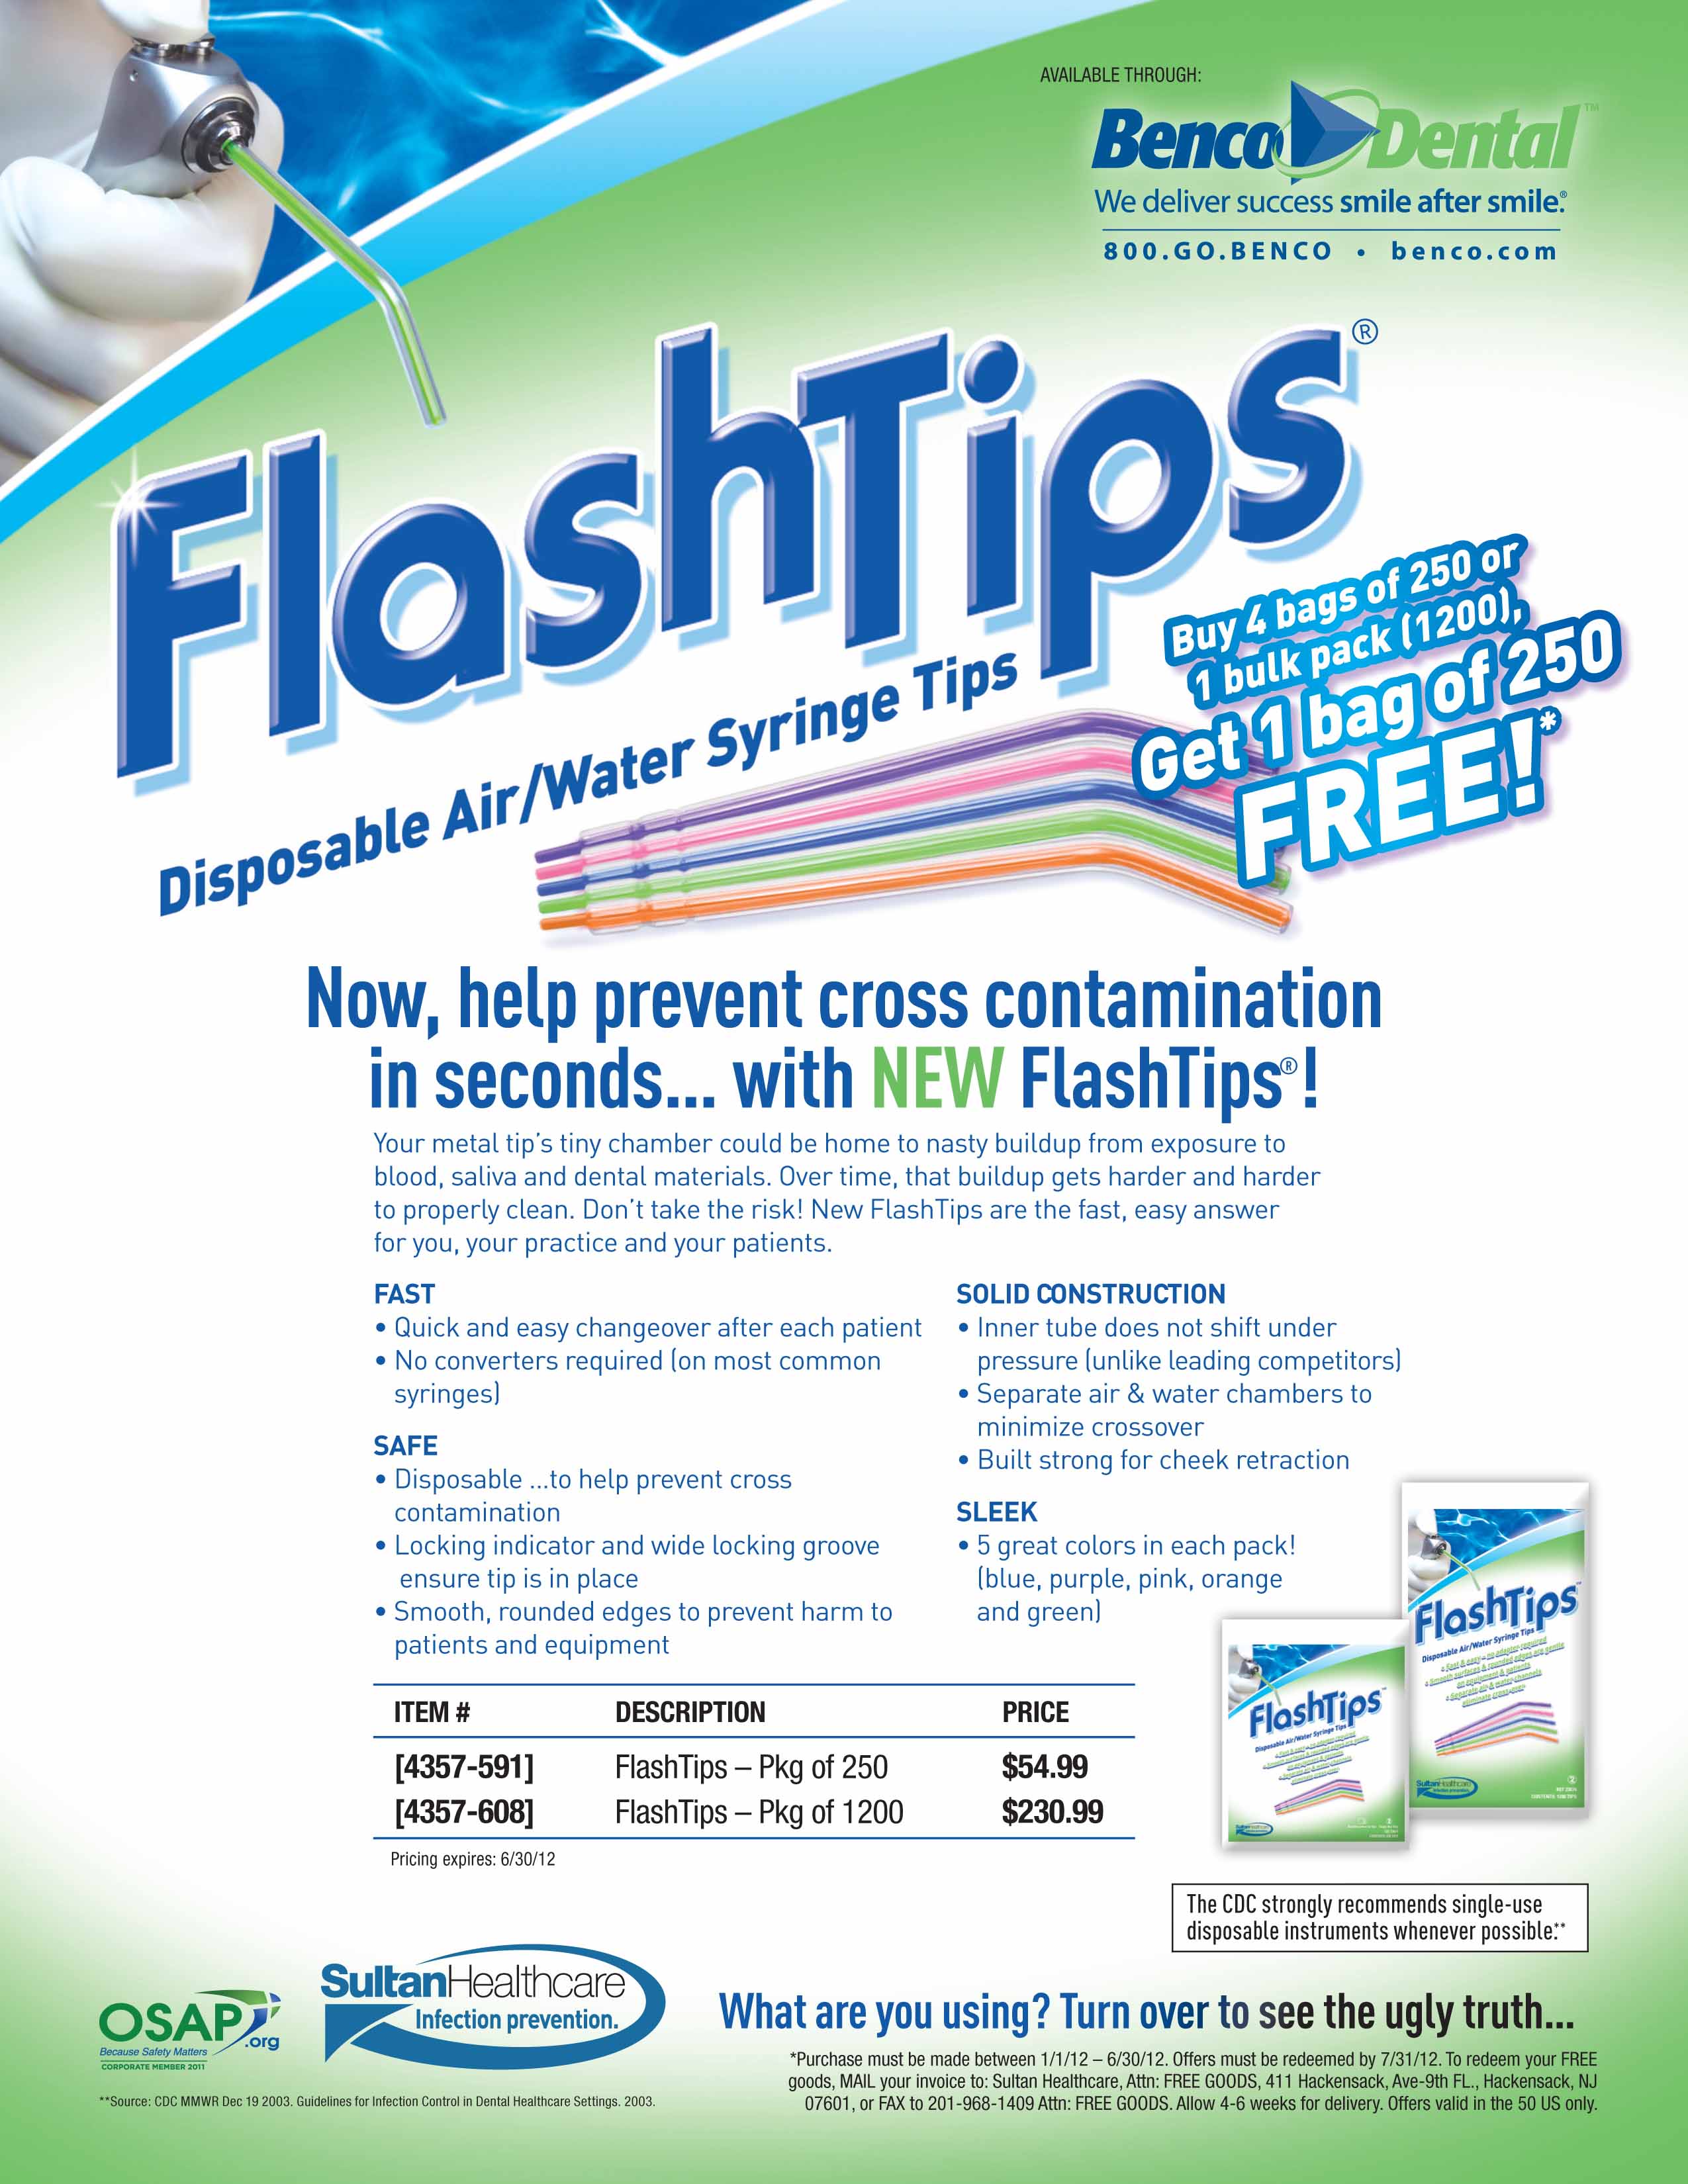 AVAILABLE THROUGH:
Benco Dental™
We deliver success smile after smile.®
800.GO.BENCO • benco.com
FlashTips®
Disposable Air/Water Syringe Tips
Buy 4 bags of 250 or
1 bulk pack (1200),
Get 1 bag of 250
FREE!*
Now, help prevent cross contamination
in seconds... with NEW FlashTips®!
Your metal tip's tiny chamber could be home to nasty buildup from exposure to
blood, saliva and dental materials. Over time, that buildup gets harder and harder
to properly clean. Don't take the risk! New FlashTips are the fast, easy answer
for you, your practice and your patients.
FAST
• Quick and easy changeover after each patient
• No converters required (on most common
syringes)
SAFE
• Disposable ...to help prevent cross
contamination
• Locking indicator and wide locking groove
ensure tip is in place
• Smooth, rounded edges to prevent harm to
patients and equipment
SOLID CONSTRUCTION
• Inner tube does not shift under
pressure (unlike leading competitors)
• Separate air & water chambers to
minimize crossover
• Built strong for cheek retraction
SLEEK
• 5 great colors in each pack!
(blue, purple, pink, orange
and green)
FlashTips
Disposable Air/Water Syringe Tips
SultanHealthcare
FlashTips
Disposable Air/Water Syringe Tips
ITEM # DESCRIPTION PRICE
[4357-591] FlashTips – Pkg of 250 $54.99
[4357-608] FlashTips – Pkg of 1200 $230.99
Pricing expires: 6/30/12
The CDC strongly recommends single-use
disposable instruments whenever possible.**
OSAP.org
Because Safety Matters
CORPORATE MEMBER 2011
SultanHealthcare
Infection prevention.
What are you using? Turn over to see the ugly truth...
*Purchase must be made between 1/1/12 – 6/30/12. Offers must be redeemed by 7/31/12. To redeem your FREE
goods, MAIL your invoice to: Sultan Healthcare, Attn: FREE GOODS, 411 Hackensack, Ave-9th FL., Hackensack, NJ
07601, or FAX to 201-968-1409 Attn: FREE GOODS. Allow 4-6 weeks for delivery. Offers valid in the 50 US only.
**Source: CDC MMWR Dec 19 2003. Guidelines for Infection Control in Dental Healthcare Settings. 2003.